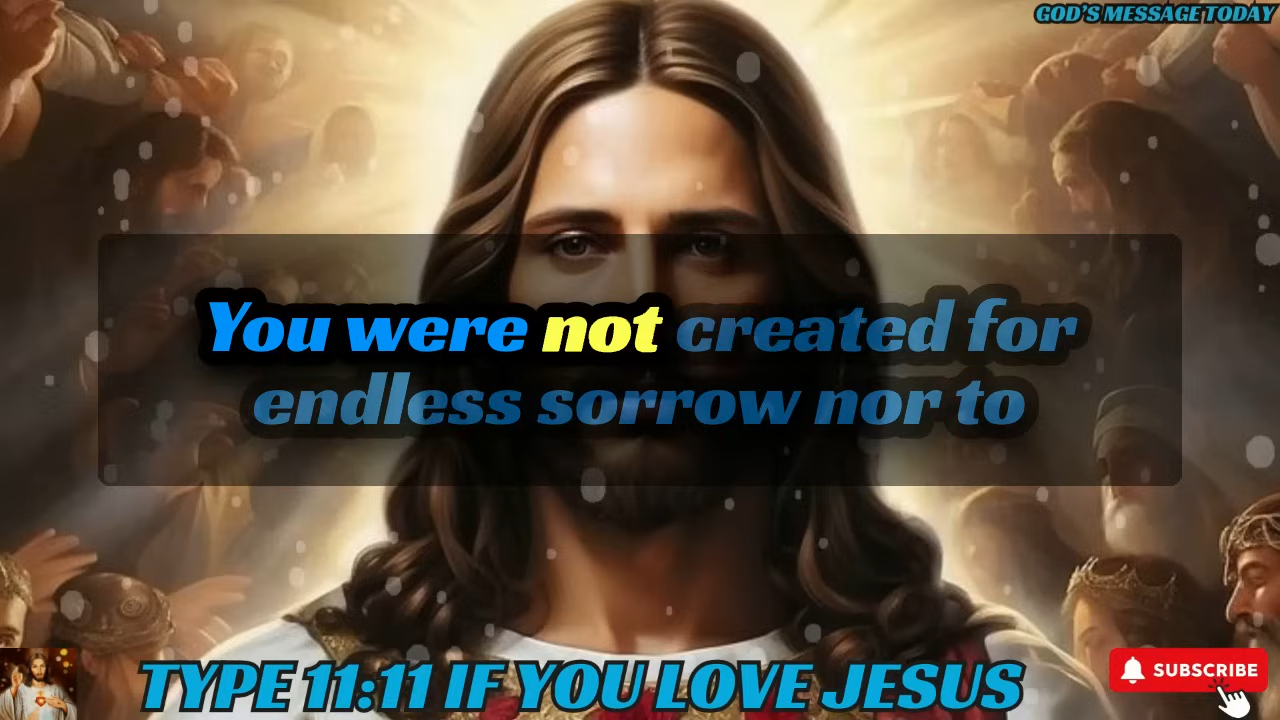 GOD'S MESSAGE TODAY
You were not created for
endless sorrow nor to
TYPE 11:11 IF YOU LOVE JESUS
SUBSCRIBE